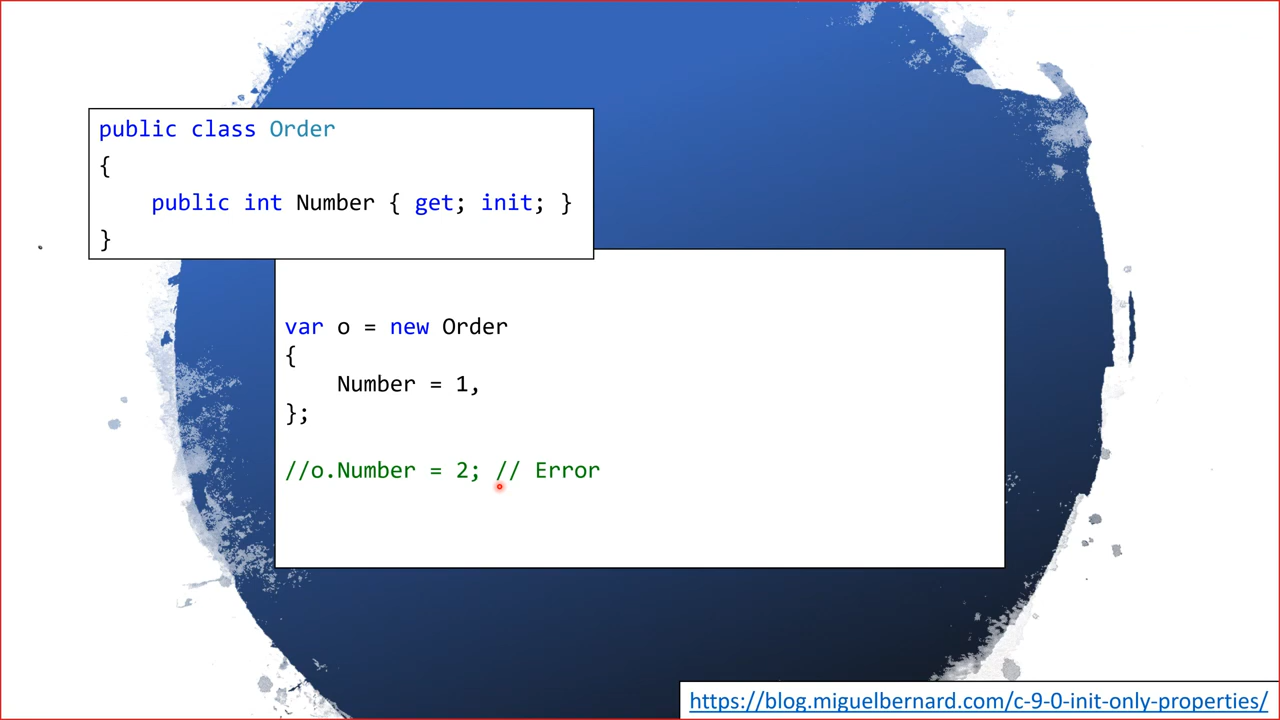 public class Order
{
    public int Number { get; init; }
}
var o = new Order
{
    Number = 1,
};
//o.Number = 2; // Error
https://blog.miguelbernard.com/c-9-0-init-only-properties/